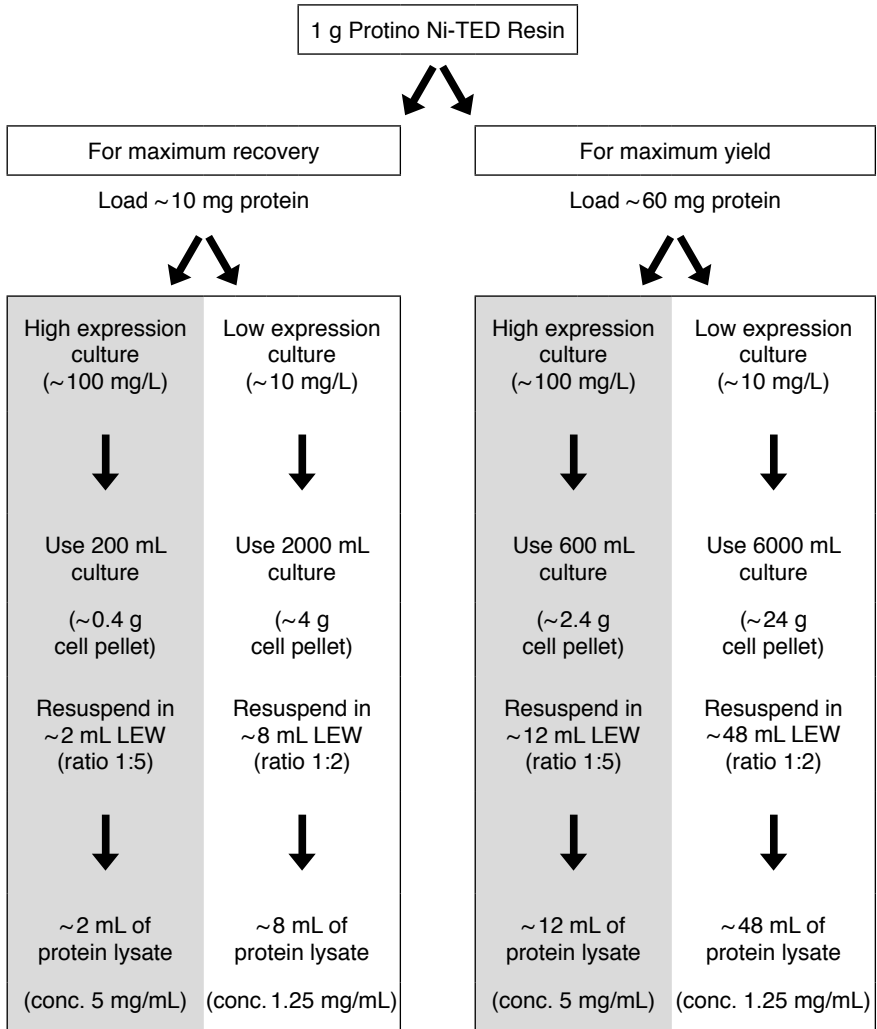 1 g Protino Ni-TED Resin
For maximum recovery
Load ~10 mg protein
High expression
culture
(~100 mg/L)
Use 200 mL
culture
(~0.4 g
cell pellet)
Resuspend in
~2 mL LEW
(ratio 1:5)
~2 mL of
protein lysate
(conc. 5 mg/mL)
Low expression
culture
(~10 mg/L)
Use 2000 mL
culture
(~4 g
cell pellet)
Resuspend in
~8 mL LEW
(ratio 1:2)
~8 mL of
protein lysate
(conc. 1.25 mg/mL)
For maximum yield
Load ~60 mg protein
High expression
culture
(~100 mg/L)
Use 600 mL
culture
(~2.4 g
cell pellet)
Resuspend in
~12 mL LEW
(ratio 1:5)
~12 mL of
protein lysate
(conc. 5 mg/mL)
Low expression
culture
(~10 mg/L)
Use 6000 mL
culture
(~24 g
cell pellet)
Resuspend in
~48 mL LEW
(ratio 1:2)
~48 mL of
protein lysate
(conc. 1.25 mg/mL)